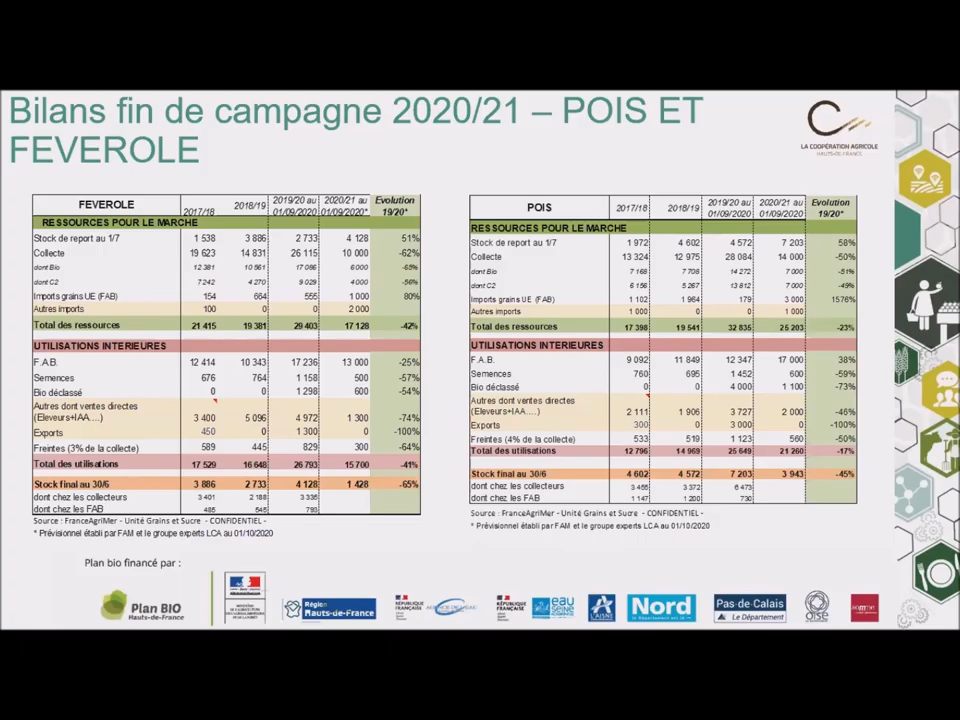 Bilans fin de campagne 2020/21 – POIS ET
FEVEROLE
LA COOPÉRATION AGRICOLE
HAUTS-DE-FRANCE
FEVEROLE 2017/18 2018/19 2019/20 au 01/09/2020 2020/21 au 01/09/2020* Evolution 19/20*
RESSOURCES POUR LE MARCHE
Stock de report au 1/7 1 538 3 886 2 733 4 128 51%
Collecte 19 623 14 831 26 115 10 000 -62%
dont Bio 12 381 10 561 17 086 6000 -65%
dont C2 7 242 4 270 9 029 4000 -56%
Imports grains UE (FAB) 154 664 555 1 000 80%
Autres imports 100 0 0 2 000
Total des ressources 21 415 19 381 29 403 17 128 -42%
UTILISATIONS INTERIEURES
F.A.B. 12 414 10 343 17 236 13 000 -25%
Semences 676 764 1 158 500 -57%
Bio déclassé 0 0 1 298 600 -54%
Autres dont ventes directes
(Eleveurs+IAA....) 3 400 5 096 4 972 1 300 -74%
Exports 450 0 1 300 0 -100%
Freintes (3% de la collecte) 589 445 829 300 -64%
Total des utilisations 17 529 16 648 26 793 15 700 -41%
Stock final au 30/6 3 886 2 733 4 128 1 428 -65%
dont chez les collecteurs 3 401 2 188 3 335
dont chez les FAB 485 545 793
Source : FranceAgriMer - Unité Grains et Sucre - CONFIDENTIEL -
* Prévisionnel établi par FAM et le groupe experts LCA au 01/10/2020
POIS 2017/18 2018/19 2019/20 au 01/09/2020 2020/21 au 01/09/2020 Evolution 19/20*
RESSOURCES POUR LE MARCHE
Stock de report au 1/7 1 972 4 602 4 572 7 203 58%
Collecte 13 324 12 975 28 084 14 000 -50%
dont Bio 7 168 7 708 14 272 7 000 -51%
dont C2 6 156 5 267 13 812 7 000 -49%
Imports grains UE (FAB) 1 102 1 964 179 3 000 1576%
Autres imports 1 000 0 0 1 000
Total des ressources 17 398 19 541 32 835 25 203 -23%
UTILISATIONS INTERIEURES
F.A.B. 9 092 11 849 12 347 17 000 38%
Semences 760 695 1 452 600 -59%
Bio déclassé 0 0 4 000 1 100 -73%
Autres dont ventes directes
(Eleveurs+IAA....) 2 111 1 906 3 727 2 000 -46%
Exports 300 0 3 000 0 -100%
Freintes (4% de la collecte) 533 519 1 123 560 -50%
Total des utilisations 12 796 14 969 25 649 21 260 -17%
Stock final au 30/6 4 602 4 572 7 203 3 943 -45%
dont chez les collecteurs 3 455 3 372 6 473
dont chez les FAB 1 147 1 200 730
Source : FranceAgriMer - Unité Grains et Sucre - CONFIDENTIEL -
* Prévisionnel établi par FAM et le groupe experts LCA au 01/10/2020
Plan bio financé par :
Plan BIO
Hauts-de-France
Région
Hauts-de-France
RÉPUBLIQUE
FRANÇAISE
RÉPUBLIQUE
FRANÇAISE
eau
L'AISNE
Nord
le Département est là
Pas-de-Calais
Le Département
OISE
somme